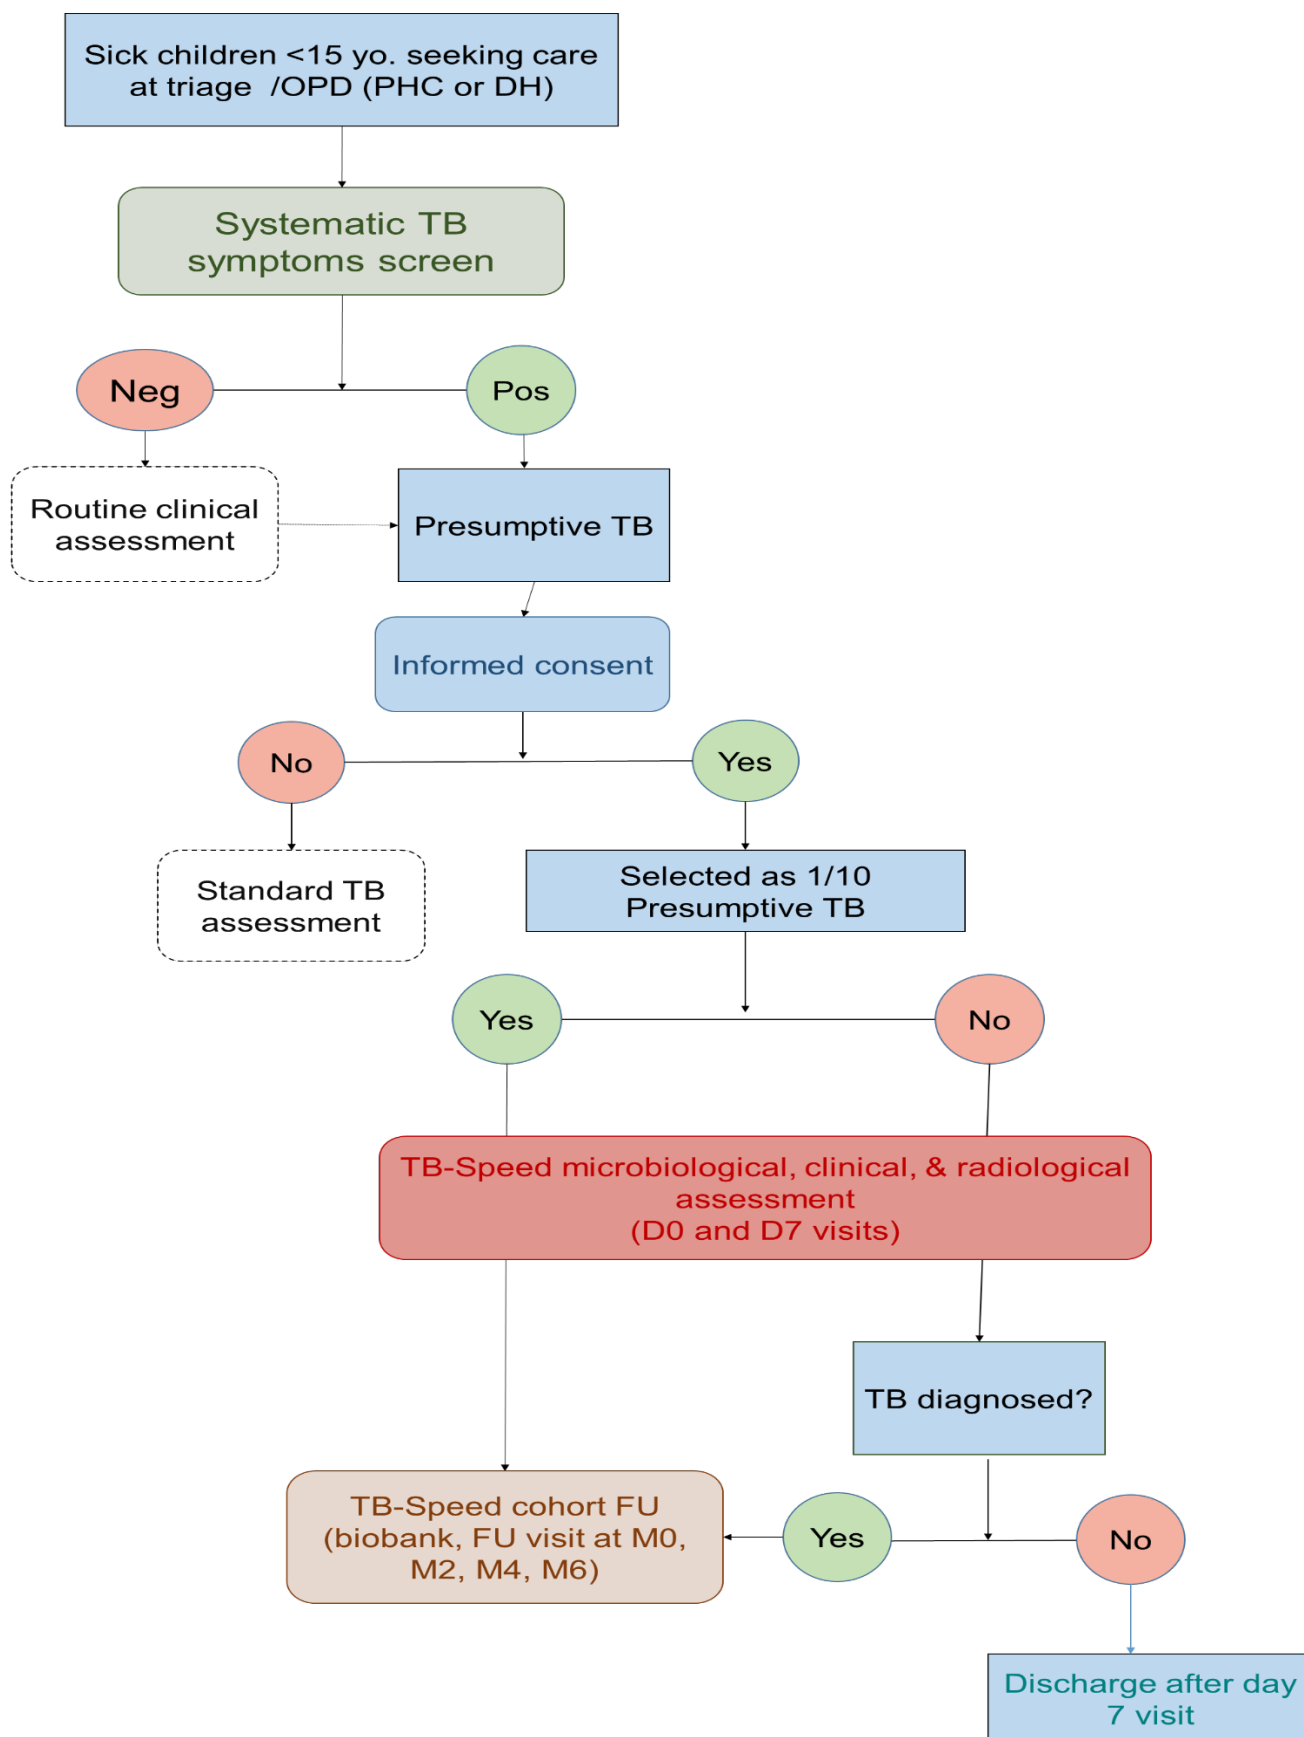 Sick children <15 yo. seeking care
at triage /OPD (PHC or DH)
Systematic TB
symptoms screen
Neg
Pos
Routine clinical
assessment
Presumptive TB
Informed consent
No
Yes
Standard TB
assessment
Selected as 1/10
Presumptive TB
Yes
No
TB-Speed microbiological, clinical, & radiological
assessment
(D0 and D7 visits)
TB diagnosed?
TB-Speed cohort FU
(biobank, FU visit at M0,
M2, M4, M6)
Yes
No
Discharge after day
7 visit